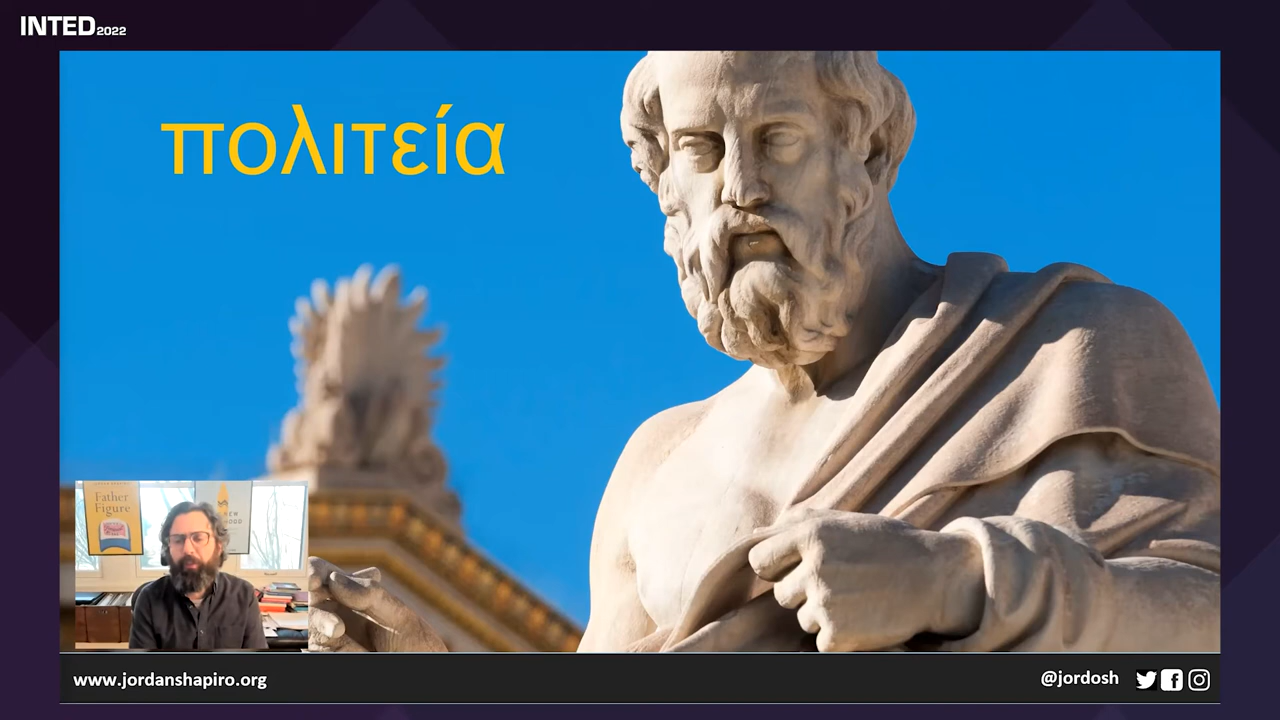 INTED2022
πολιτεία
Father
Figure
www.jordanshapiro.org
@jordosh